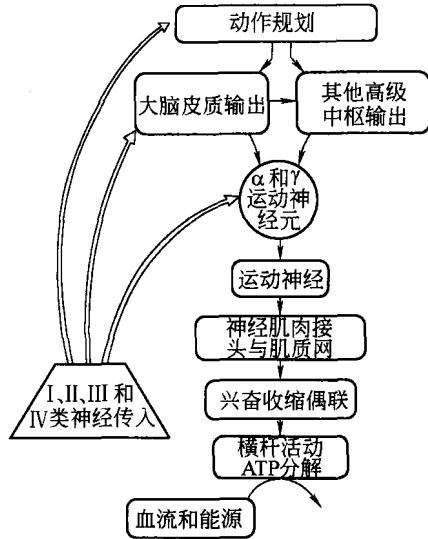 动作规划
大脑皮质输出
其他高级
中枢输出
α和γ
运动神
经元
运动神经
神经肌肉接
头与肌质网
兴奋收缩偶联
横杆活动
ATP分解
血流和能源
Ⅰ、Ⅱ、Ⅲ和
Ⅳ类神经传入